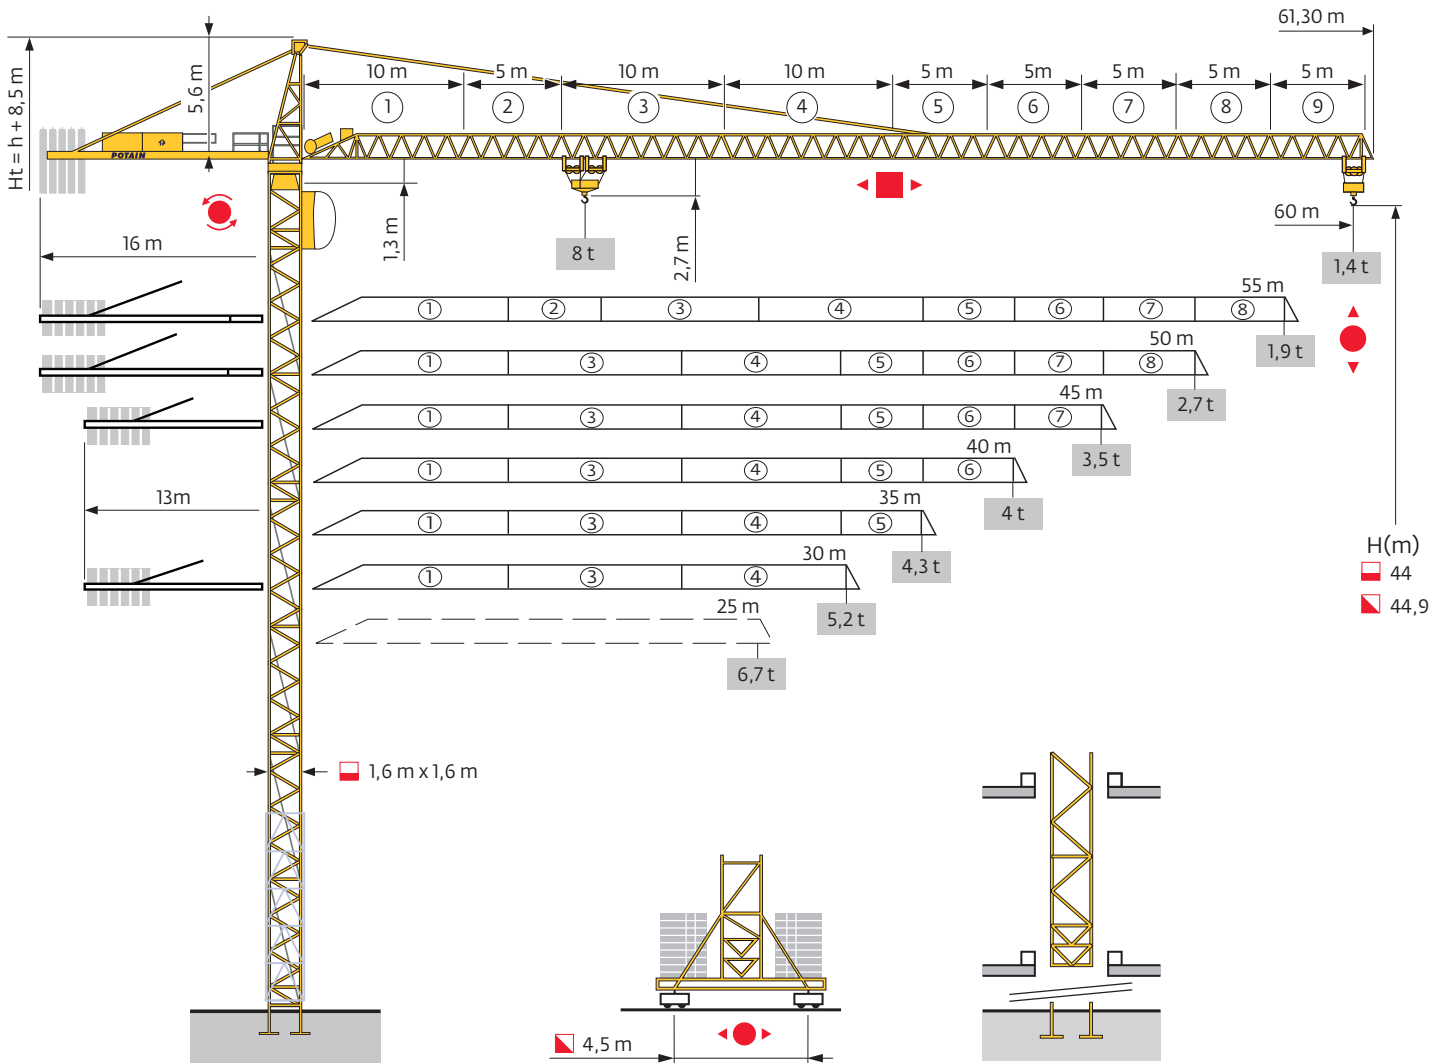 61,30 m
Ht = h + 8,5 m
5,6 m
10 m 5 m 10 m 10 m 5 m 5m 5 m 5 m 5 m
1 2 3 4 5 6 7 8 9
POTAIN
16 m
1,3 m
8 t
2,7 m
60 m
1,4 t
55 m
1 2 3 4 5 6 7 8
1,9 t
50 m
1 3 4 5 6 7 8
2,7 t
45 m
1 3 4 5 6 7
3,5 t
40 m
1 3 4 5 6
4 t
13m
35 m
1 3 4 5
4,3 t
30 m
1 3 4
5,2 t
25 m
6,7 t
H(m)
44
44,9
1,6 m x 1,6 m
4,5 m